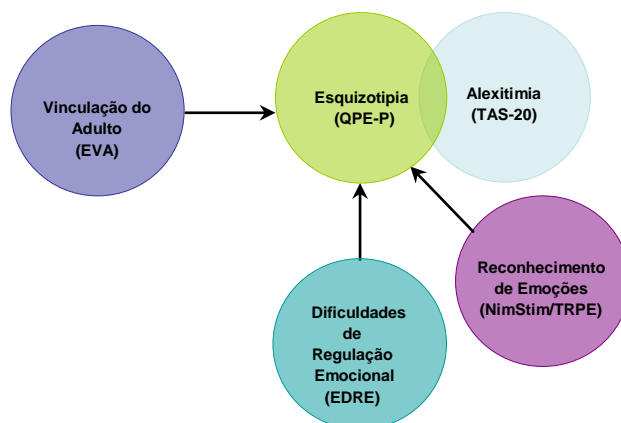 Vinculação do
Adulto
(EVA)
Esquizotipia
(QPE-P)
Alexitimia
(TAS-20)
Reconhecimento
de Emoções
(NimStim/TRPE)
Dificuldades
de
Regulação
Emocional
(EDRE)